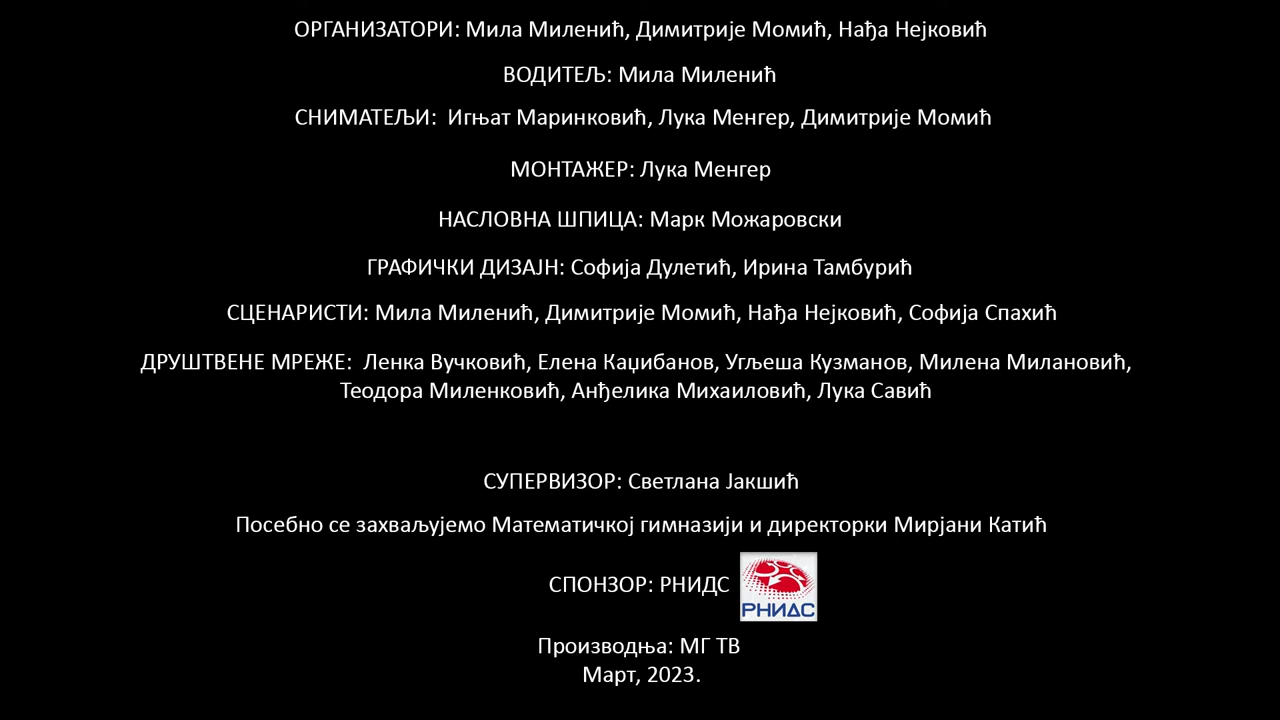 ОРГАНИЗАТОРИ: Мила Миленић, Димитрије Момић, Нађа Нејковић
ВОДИТЕЉ: Мила Миленић
СНИМАТЕЉИ: Игњат Маринковић, Лука Менгер, Димитрије Момић
МОНТАЖЕР: Лука Менгер
НАСЛОВНА ШПИЦА: Марк Можаровски
ГРАФИЧКИ ДИЗАЈН: Софија Дулетић, Ирина Тамбурић
СЦЕНАРИСТИ: Мила Миленић, Димитрије Момић, Нађа Нејковић, Софија Спахић
ДРУШТВЕНЕ МРЕЖЕ: Ленка Вучковић, Елена Каџибанов, Угљеша Кузманов, Милена Милановић,
Теодора Миленковић, Анђелика Михаиловић, Лука Савић
СУПЕРВИЗОР: Светлана Јакшић
Посебно се захваљујемо Математичкој гимназији и директорки Мирјани Катић
СПОНЗОР: РНИДС
РНИДС
Производња: МГ ТВ
Март, 2023.